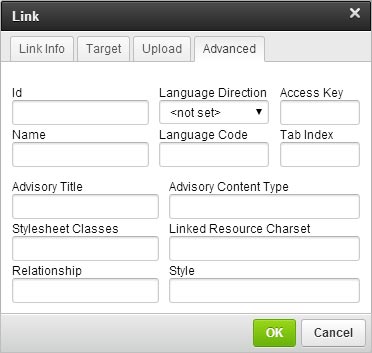 Link
Link Info Target Upload Advanced
Id Language Direction Access Key
<not set>
Name Language Code Tab Index
Advisory Title Advisory Content Type
Stylesheet Classes Linked Resource Charset
Relationship Style
OK Cancel